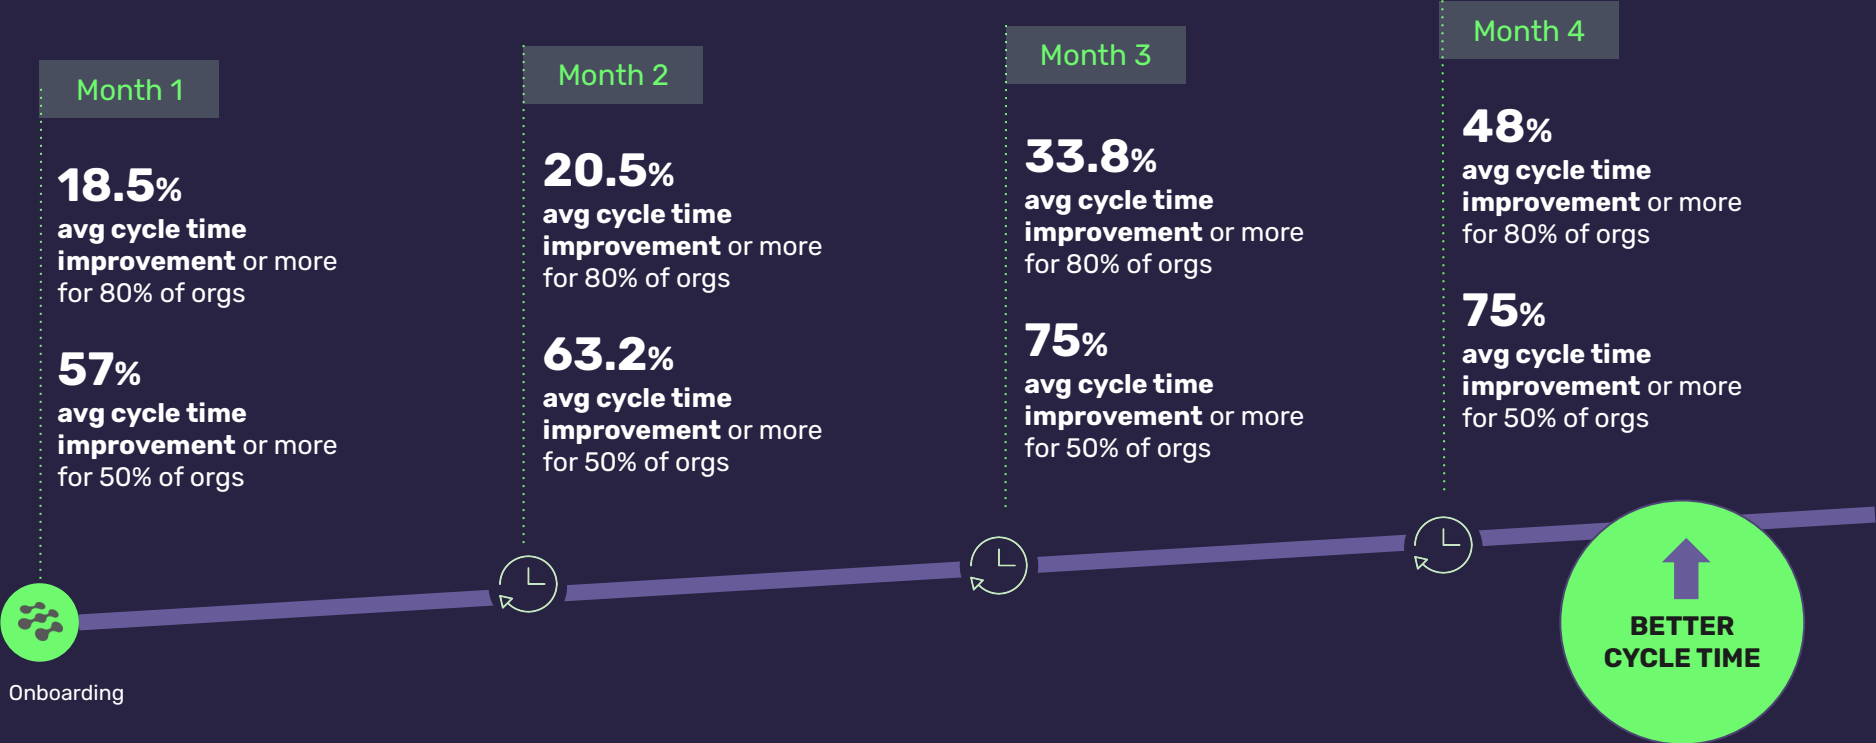 Month 1
18.5%
avg cycle time
improvement or more
for 80% of orgs
57%
avg cycle time
improvement or more
for 50% of orgs
Onboarding
Month 2
20.5%
avg cycle time
improvement or more
for 80% of orgs
63.2%
avg cycle time
improvement or more
for 50% of orgs
Month 3
33.8%
avg cycle time
improvement or more
for 80% of orgs
75%
avg cycle time
improvement or more
for 50% of orgs
Month 4
48%
avg cycle time
improvement or more
for 80% of orgs
75%
avg cycle time
improvement or more
for 50% of orgs
BETTER
CYCLE TIME